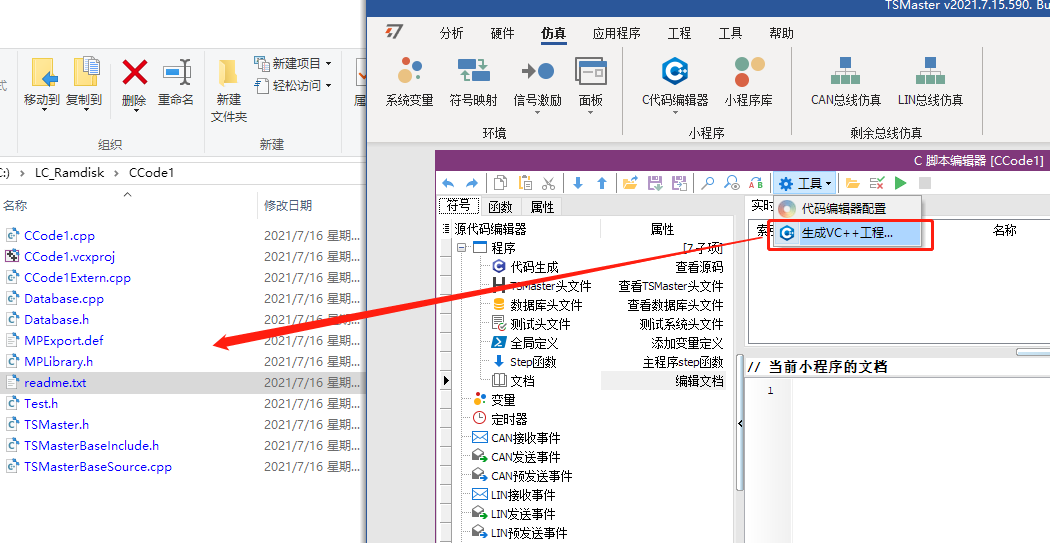 TSMaster v2021.7.15.590. Bu
分析 硬件 仿真 应用程序 工程 工具 帮助
移动到 复制到 删除 重命名 新建文件夹 新建项目 轻松访问
组织 新建
系统变量 符号映射 信号激励 面板 C代码编辑器 小程序库 CAN总线仿真 LIN总线仿真
环境 小程序 剩余总线仿真
:) LC_Ramdisk CCode1
名称 修改日期
CCode1.cpp 2021/7/16 星期...
CCode1.vcxproj 2021/7/16 星期...
CCode1Extern.cpp 2021/7/16 星期...
Database.cpp 2021/7/16 星期...
Database.h 2021/7/16 星期...
MPExport.def 2021/7/16 星期...
MPLibrary.h 2021/7/16 星期...
readme.txt 2021/7/16 星期...
Test.h 2021/7/16 星期...
TSMaster.h 2021/7/16 星期...
TSMasterBaseInclude.h 2021/7/16 星期...
TSMasterBaseSource.cpp 2021/7/16 星期...
C 脚本编辑器 [CCode1]
工具
代码编辑器配置
生成VC++工程...
符号 函数 属性
实时
名称
源代码编辑器 属性
程序 [7 子项]
代码生成 查看源码
TSMaster头文件 查看TSMaster头文件
数据库头文件 查看数据库头文件
测试头文件 测试系统头文件
全局定义 添加变量定义
Step函数 主程序step函数
文档 编辑文档
变量
定时器
CAN接收事件
CAN发送事件
CAN预发送事件
LIN接收事件
LIN发送事件
LIN预发送事件
// 当前小程序的文档
1